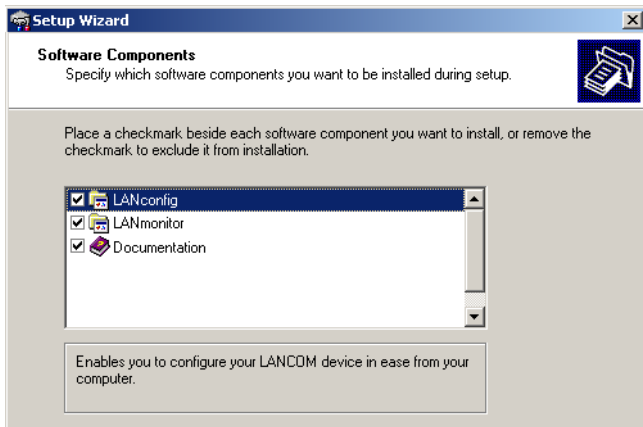 Setup Wizard
Software Components
Specify which software components you want to be installed during setup.
Place a checkmark beside each software component you want to install, or remove the
checkmark to exclude it from installation.
LANconfig
LANmonitor
Documentation
Enables you to configure your LANCOM device in ease from your
computer.